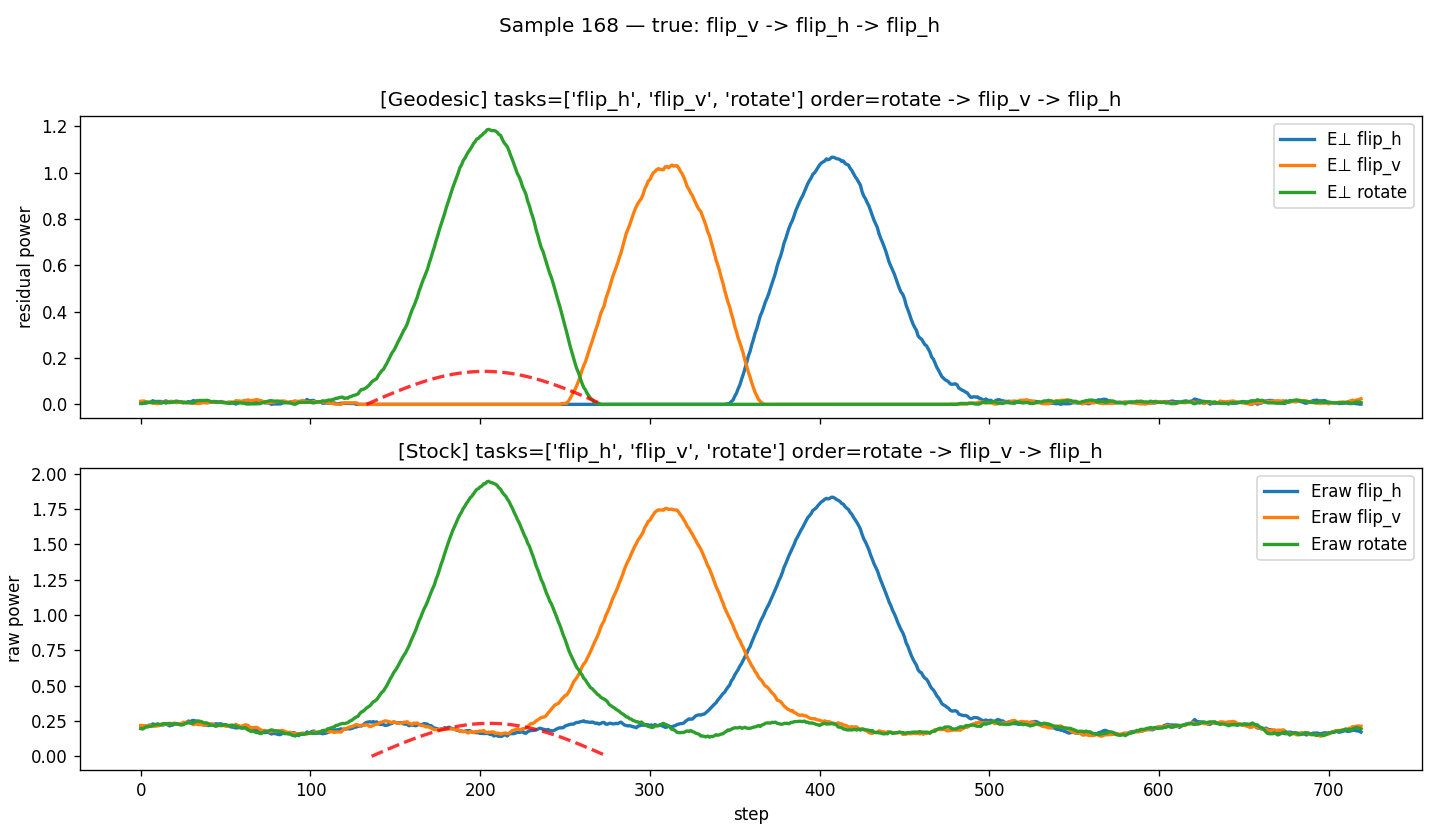 Sample 168 — true: flip_v -> flip_h -> flip_h
[Geodesic] tasks=['flip_h', 'flip_v', 'rotate'] order=rotate -> flip_v -> flip_h
residual power
1.2
1.0
0.8
0.6
0.4
0.2
0.0
E⊥ flip_h
E⊥ flip_v
E⊥ rotate
[Stock] tasks=['flip_h', 'flip_v', 'rotate'] order=rotate -> flip_v -> flip_h
raw power
2.00
1.75
1.50
1.25
1.00
0.75
0.50
0.25
0.00
Eraw flip_h
Eraw flip_v
Eraw rotate
0 100 200 300 400 500 600 700
step